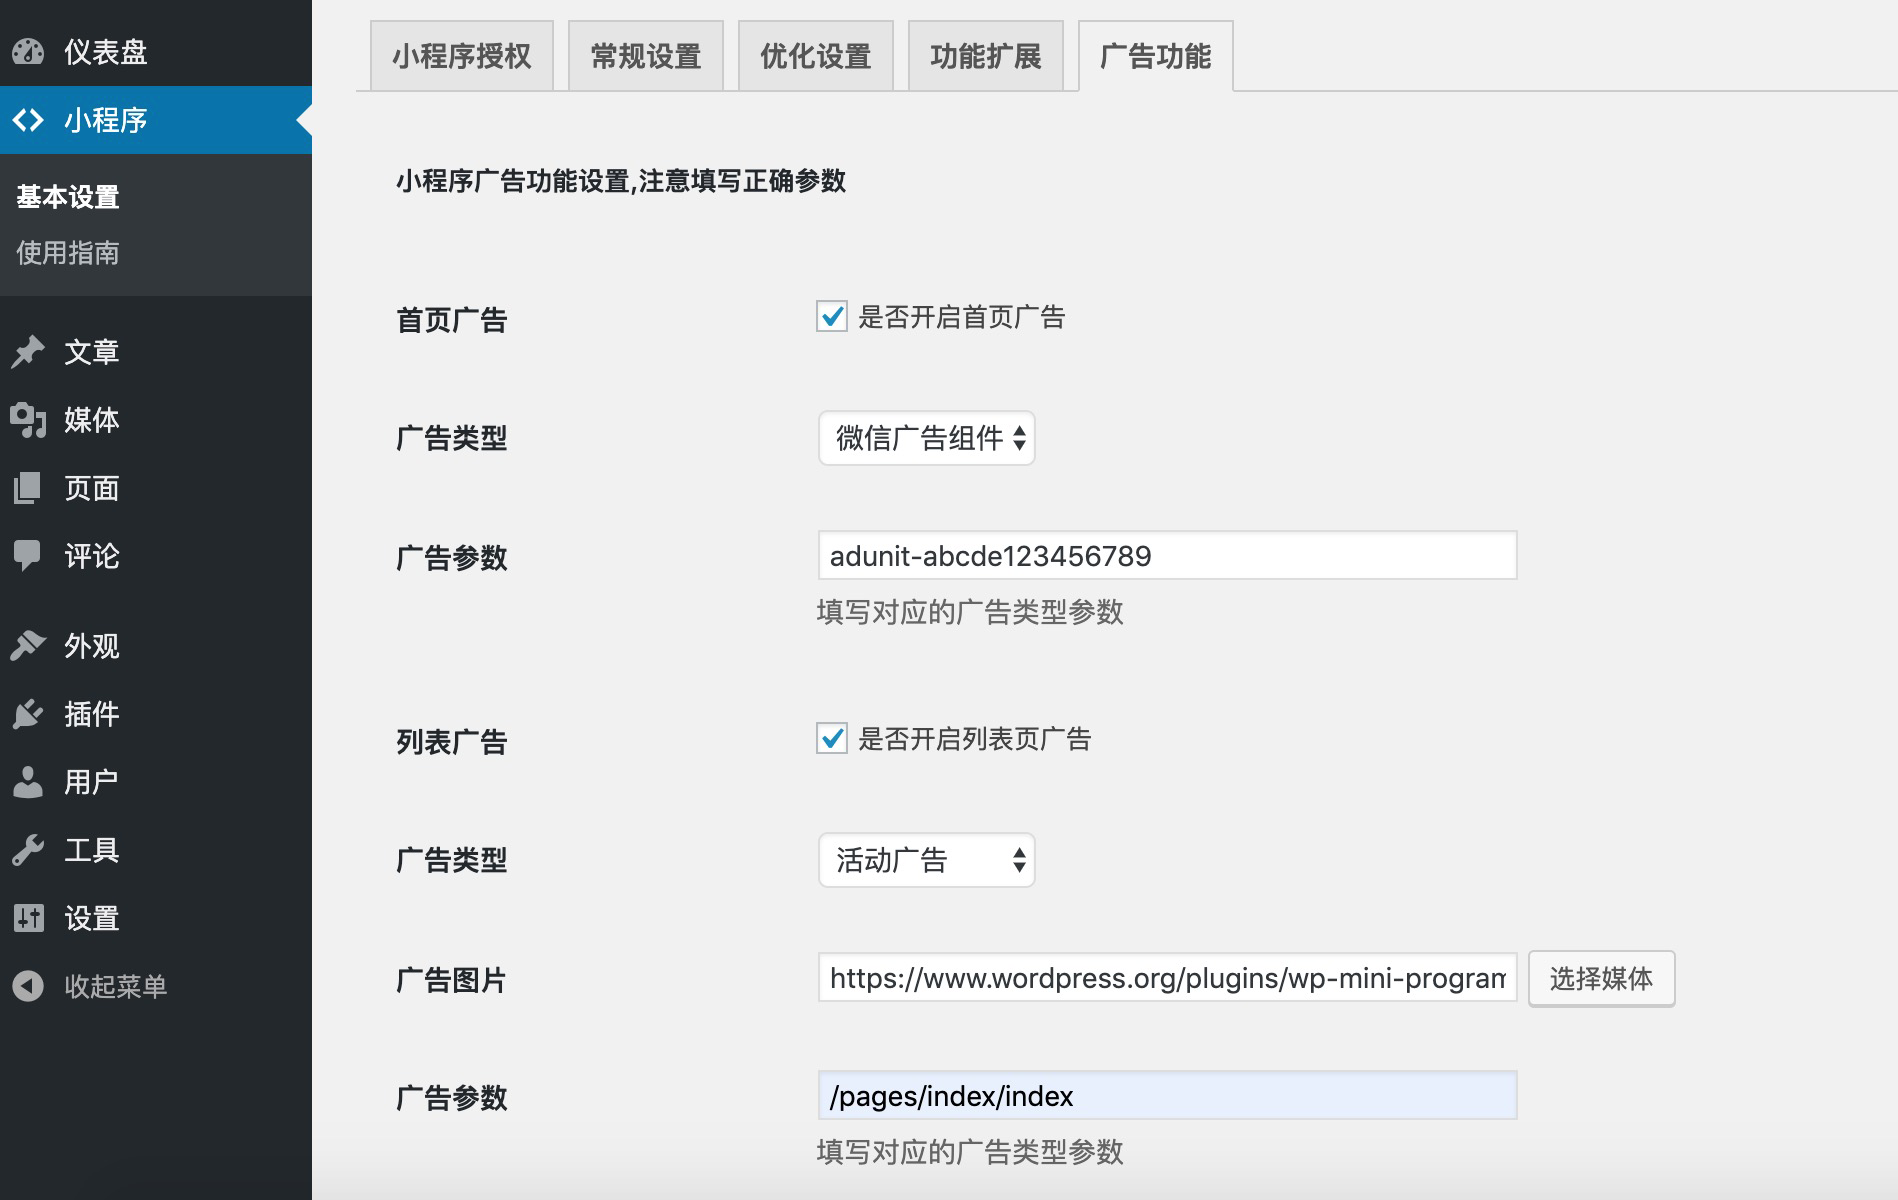 仪表盘
小程序
基本设置
使用指南
文章
媒体
页面
评论
外观
插件
用户
工具
设置
收起菜单
小程序授权
常规设置
优化设置
功能扩展
广告功能
小程序广告功能设置,注意填写正确参数
首页广告
是否开启首页广告
广告类型
微信广告组件
广告参数
adunit-abcde123456789
填写对应的广告类型参数
列表广告
是否开启列表页广告
广告类型
活动广告
广告图片
https://www.wordpress.org/plugins/wp-mini-program
选择媒体
广告参数
/pages/index/index
填写对应的广告类型参数